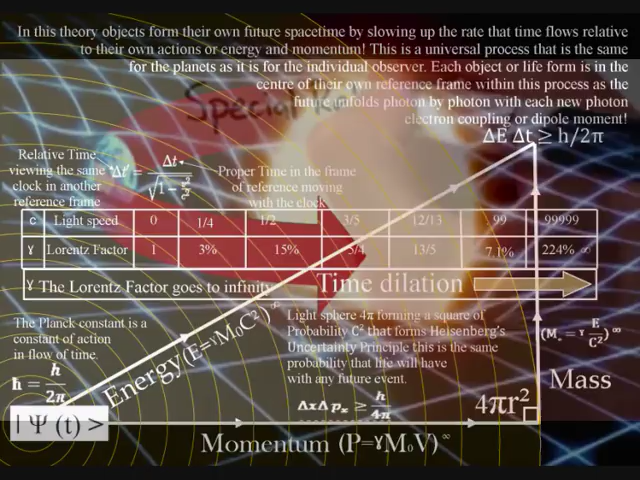 In this theory objects form their own future spacetime by slowing up the rate that time flows relative
to their own actions or energy and momentum! This is a universal process that is the same
for the planets as it is for the individual observer. Each object or life form is in the
centre of their own reference frame within this process as the
future unfolds photon by photon with each new photon
electron coupling or dipole moment!
Special
ΔE Δt ≥ h/2π
Relative Time
viewing the same
clock in another
reference frame
Δt' = Δt / √1 − v²/c²
Proper Time in the frame
of reference moving
with the clock
c Light speed 0 1/4 1/2 3/5 12/13 99 99999
γ Lorentz Factor 1 3% 15% 5/4 13/5 7.1% 224% ∞
γ The Lorentz Factor goes to infinity
Time dilation
The Planck constant is a
constant of action
in flow of time.
ħ = h / 2π
Energy (E=γM₀C²)∞
Light sphere 4π forming a square of
Probability C² that forms Heisenberg's
Uncertainty Principle this is the same
probability that life will have
with any future event.
ΔxΔpₓ ≥ h / 4π
Mass
4πr²
| Ψ (t) >
Momentum (P=γM₀V)∞